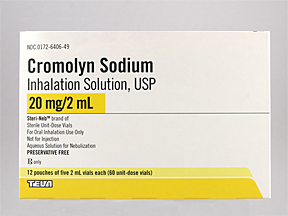 NDC 0172-6406-49
Cromolyn Sodium
Inhalation Solution, USP
20 mg/2 mL
Steri-Neb™ brand of
Sterile Unit-Dose Vials
For Oral Inhalation Use Only
Not for Injection
Aqueous Solution for Nebulization
PRESERVATIVE FREE
℞ only
12 pouches of five 2 mL vials each (60 unit-dose vials)
TEVA